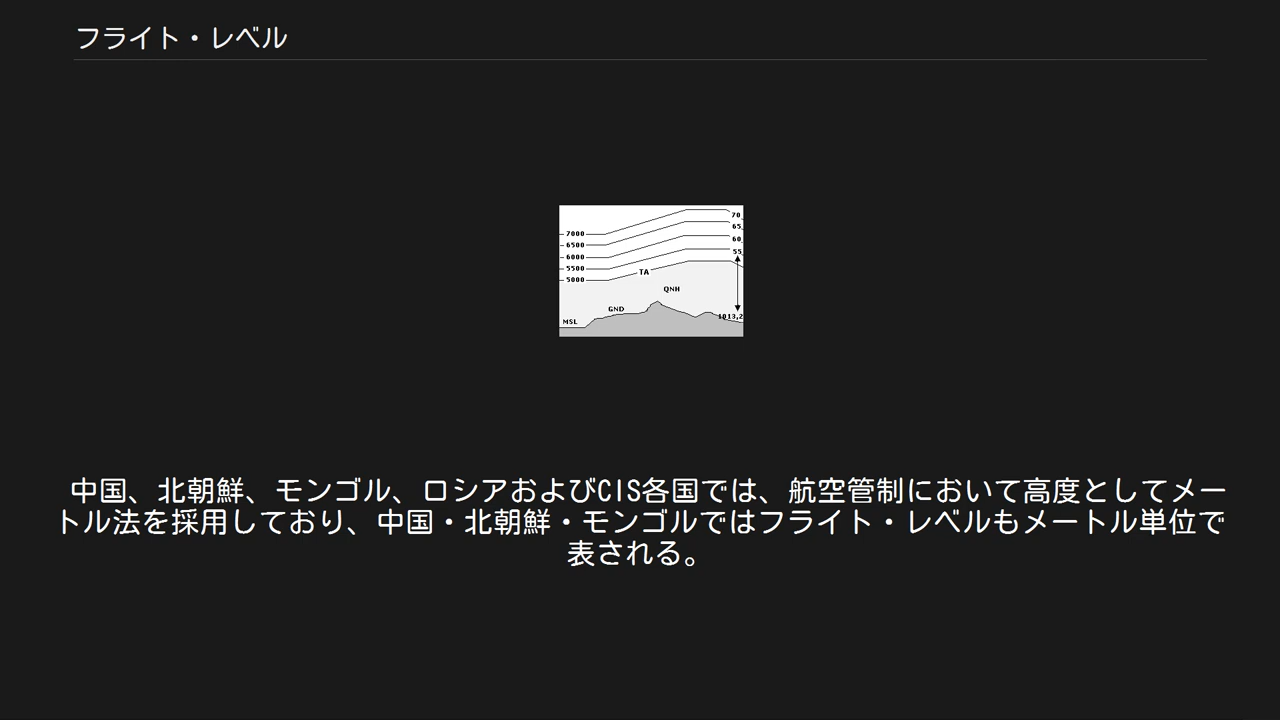 フライト・レベル
7000
6500
6000
5500
5000
70
65
60
55
TA
QNH
GND
MSL
1013,2
中国、北朝鮮、モンゴル、ロシアおよびCIS各国では、航空管制において高度としてメー
トル法を採用しており、中国・北朝鮮・モンゴルではフライト・レベルもメートル単位で
表される。